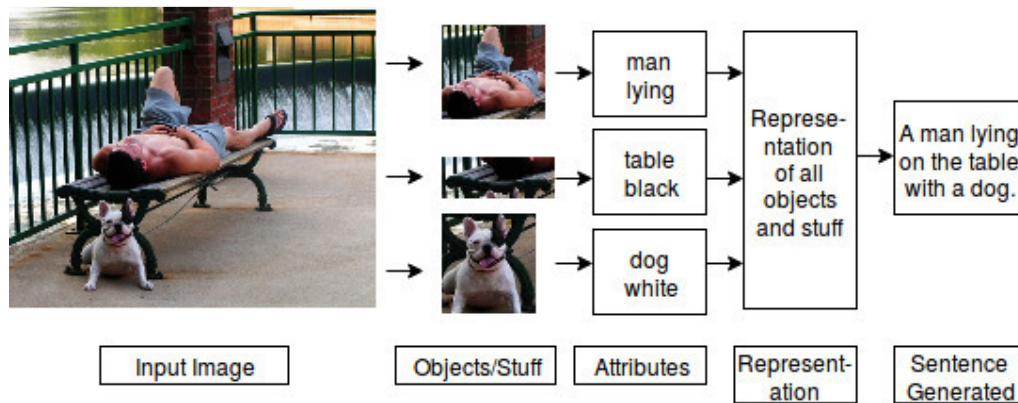 man
lying
table
black
dog
white
Represe-
ntation
of all
objects
and stuff
A man lying
on the table
with a dog.
Input Image
Objects/Stuff
Attributes
Represent-
ation
Sentence
Generated